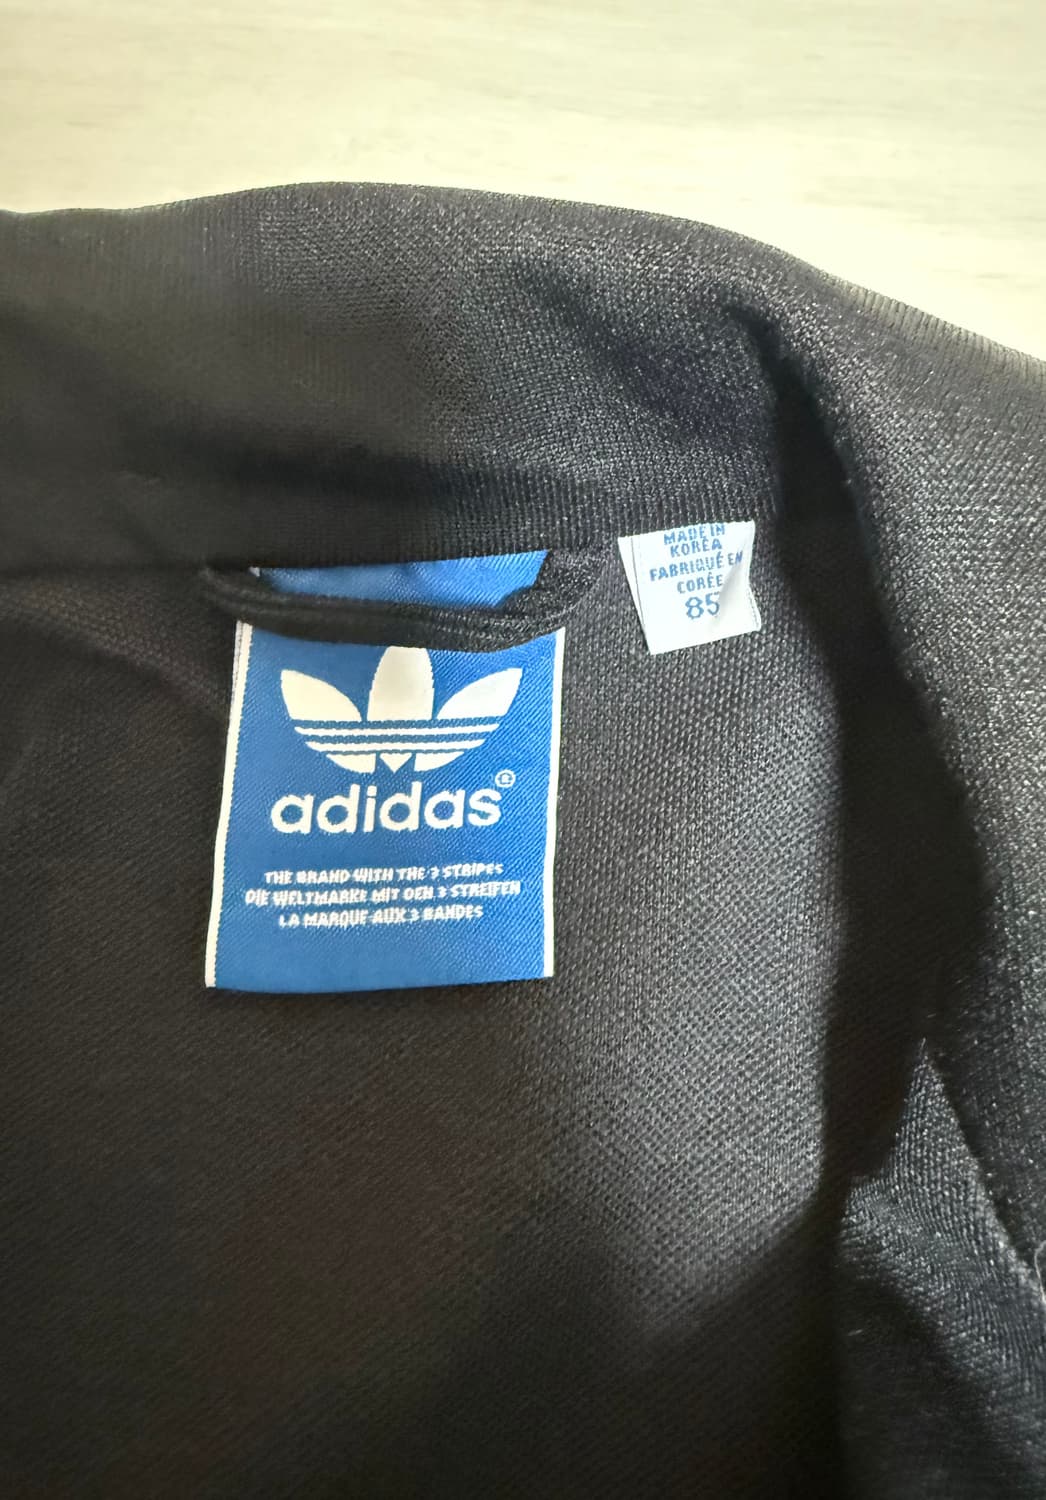 MADE IN
KOREA
FABRIQUÉ EN
CORÉE
85
adidas®
THE BRAND WITH THE 3 STRIPES
DIE WELTMARKE MIT DEN 3 STREIFEN
LA MARQUE AUX 3 BANDES